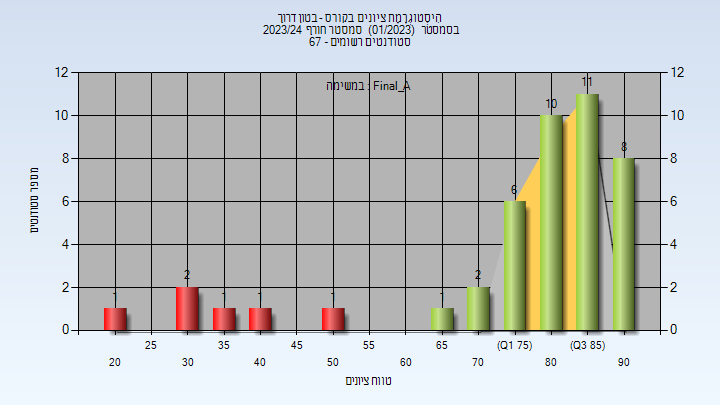 היסטוגרמת ציונים בקורס - בטון דרוך
בסמסטר (01/2023) סמסטר חורף 2023/24
סטודנטים רשומים - 67
במשימה : Final_A
מספר סטודנטים
12 12
10 10
8 8
6 6
4 4
2 2
0 0
1 2 1 1 1 1 2 6 10 11 8
25 35 45 55 65 (Q1 75) (Q3 85)
20 30 40 50 60 70 80 90
טווח ציונים